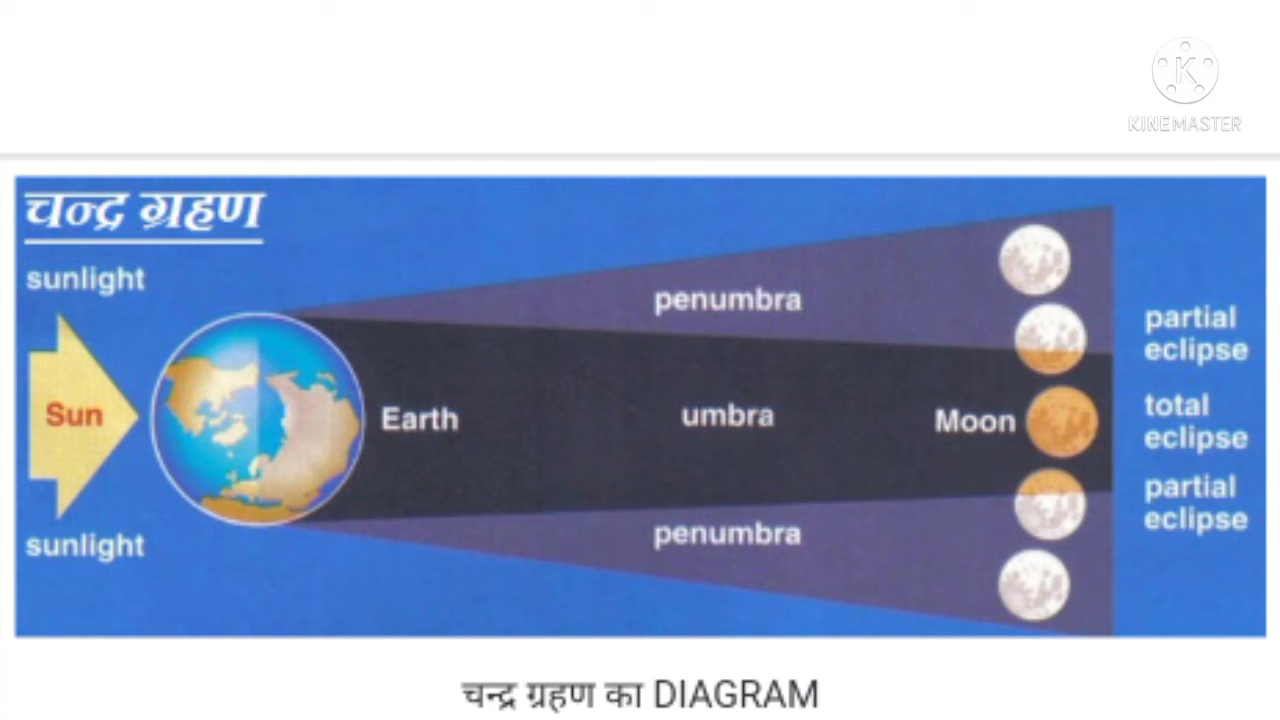 KINEMASTER
चन्द्र ग्रहण
sunlight
Sun
sunlight
Earth
penumbra
umbra
penumbra
Moon
partial
eclipse
total
eclipse
partial
eclipse
चन्द्र ग्रहण का DIAGRAM